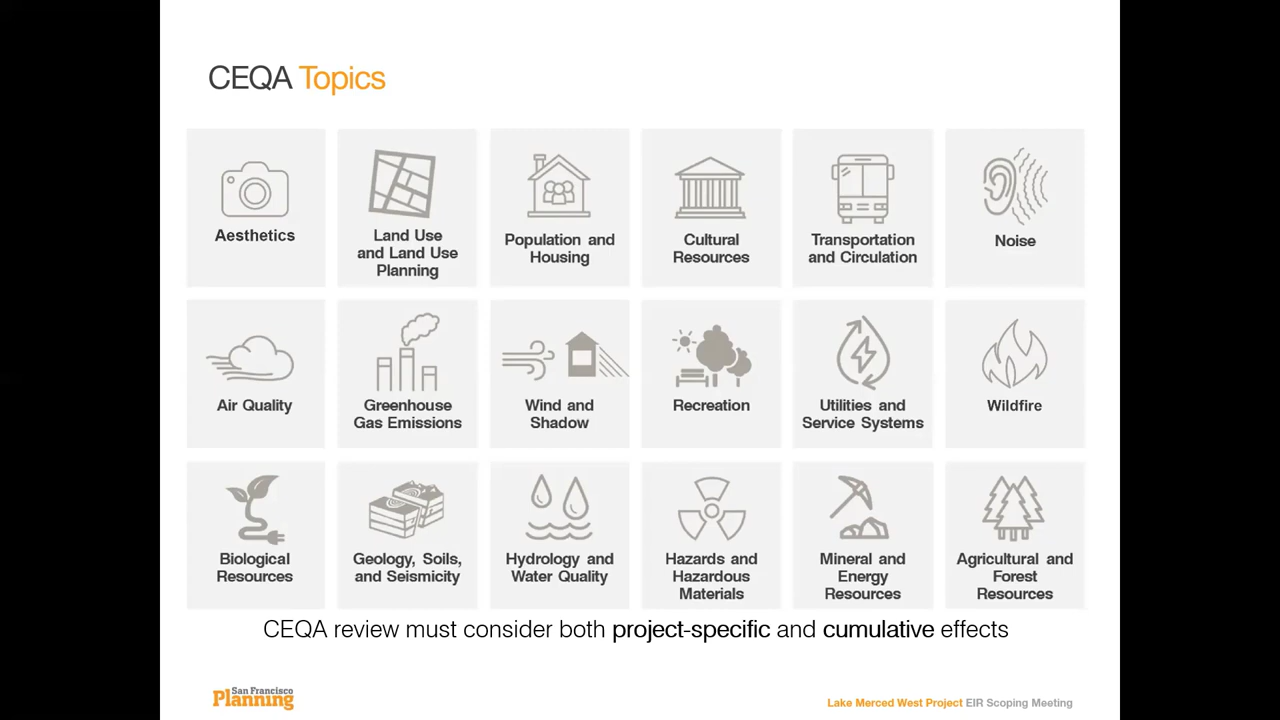 CEQA Topics
Aesthetics
Land Use
and Land Use
Planning
Population and
Housing
Cultural
Resources
Transportation
and Circulation
Noise
Air Quality
Greenhouse
Gas Emissions
Wind and
Shadow
Recreation
Utilities and
Service Systems
Wildfire
Biological
Resources
Geology, Soils,
and Seismicity
Hydrology and
Water Quality
Hazards and
Hazardous
Materials
Mineral and
Energy
Resources
Agricultural and
Forest
Resources
CEQA review must consider both project-specific and cumulative effects
San Francisco
Planning
Lake Merced West Project EIR Scoping Meeting